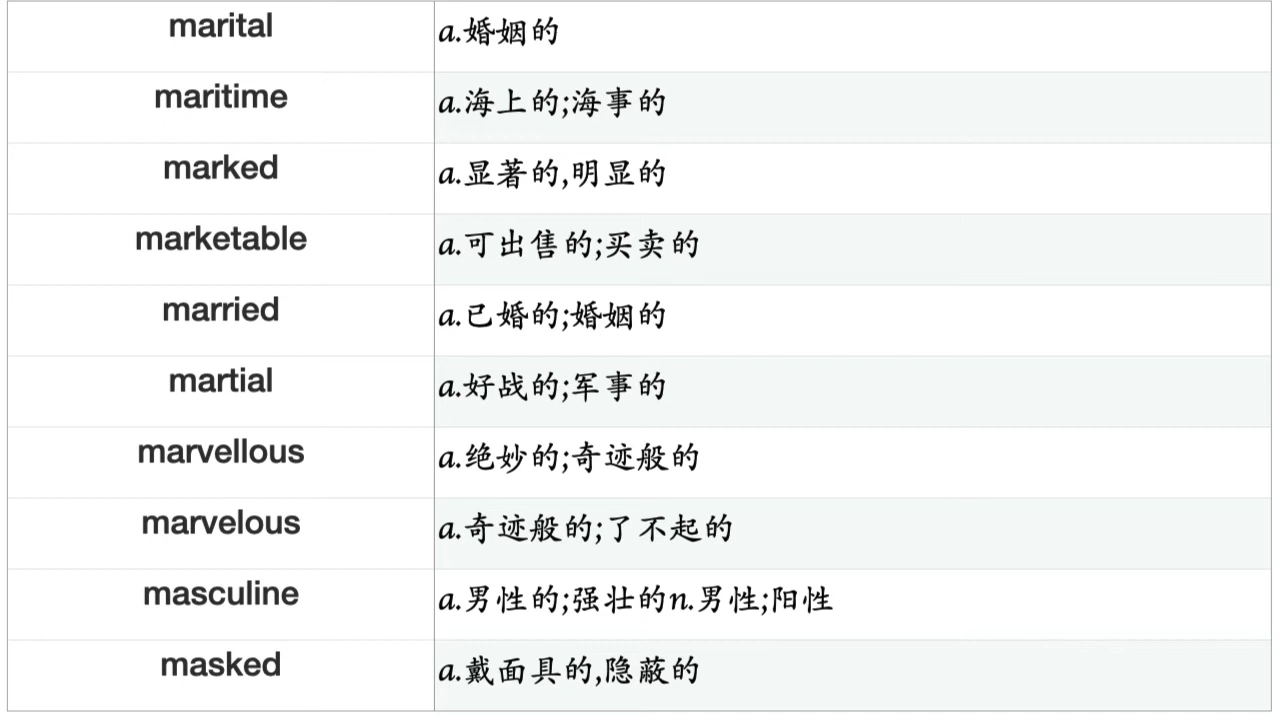 marital a.婚姻的
maritime a.海上的;海事的
marked a.显著的,明显的
marketable a.可出售的;买卖的
married a.已婚的;婚姻的
martial a.好战的;军事的
marvellous a.绝妙的;奇迹般的
marvelous a.奇迹般的;了不起的
masculine a.男性的;强壮的n.男性;阳性
masked a.戴面具的,隐蔽的